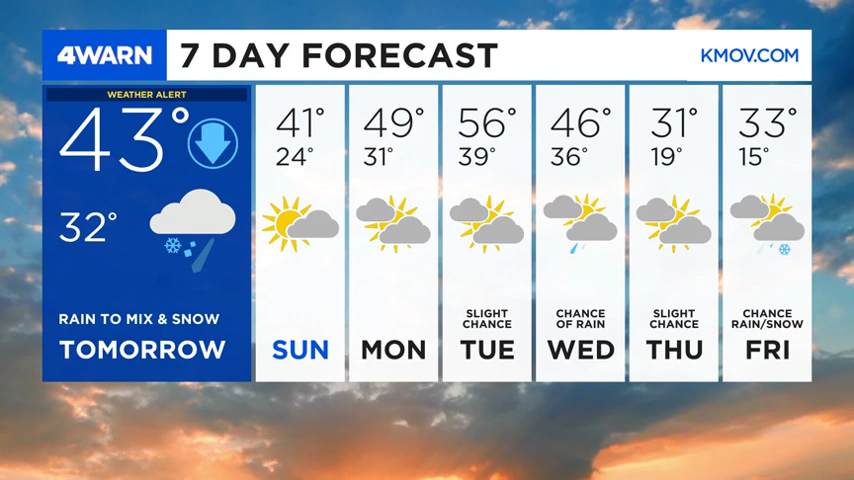 4WARN 7 DAY FORECAST KMOV.COM
WEATHER ALERT
43°
32°
RAIN TO MIX & SNOW
TOMORROW
41°
24°
SUN
49°
31°
MON
56°
39°
SLIGHT
CHANCE
TUE
46°
36°
CHANCE
OF RAIN
WED
31°
19°
SLIGHT
CHANCE
THU
33°
15°
CHANCE
RAIN/SNOW
FRI